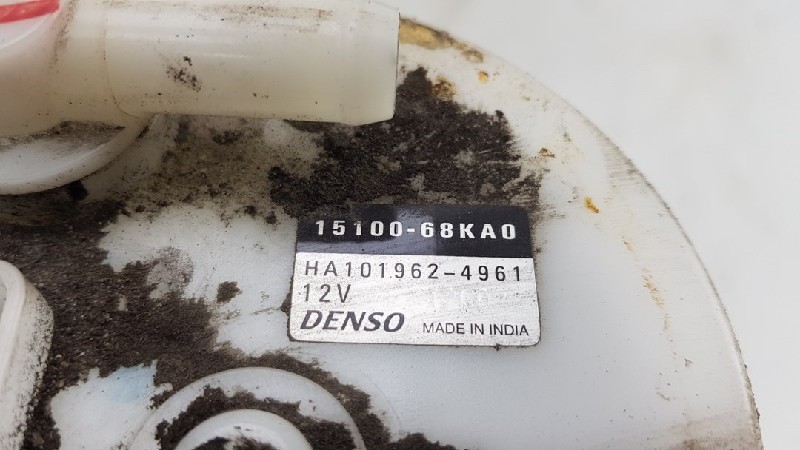 15100-68KA0
HA101962-4961
12V
DENSO MADE IN INDIA